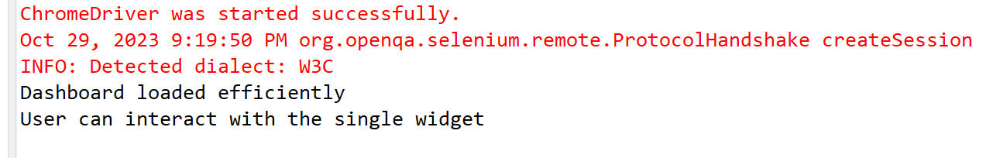 ChromeDriver was started successfully.
Oct 29, 2023 9:19:50 PM org.openqa.selenium.remote.ProtocolHandshake createSession
INFO: Detected dialect: W3C
Dashboard loaded efficiently
User can interact with the single widget